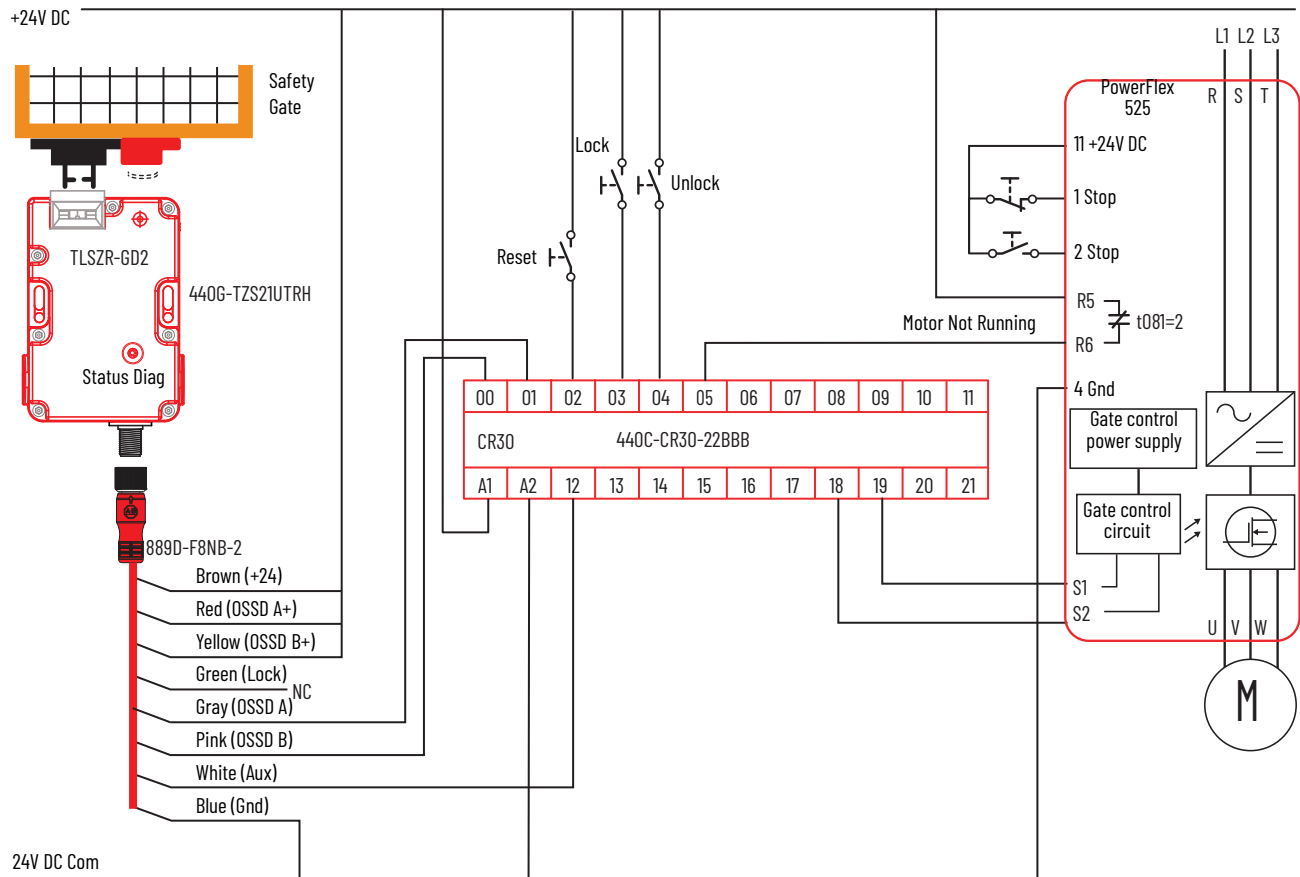 +24V DC
L1 L2 L3
Safety
Gate
PowerFlex
525
R S T
11 +24V DC
Lock
Unlock
1 Stop
TLSZR-GD2
Reset
2 Stop
440G-TZS21UTRH
R5
Motor Not Running
t081=2
R6
Status Diag
4 Gnd
00 01 02 03 04 05 06 07 08 09 10 11
CR30
440C-CR30-22BBB
A1 A2 12 13 14 15 16 17 18 19 20 21
Gate control
power supply
Gate control
circuit
AB
889D-F8NB-2
Brown (+24)
S1
Red (OSSD A+)
S2
Yellow (OSSD B+)
U V W
Green (Lock)
NC
Gray (OSSD A)
M
Pink (OSSD B)
White (Aux)
Blue (Gnd)
24V DC Com